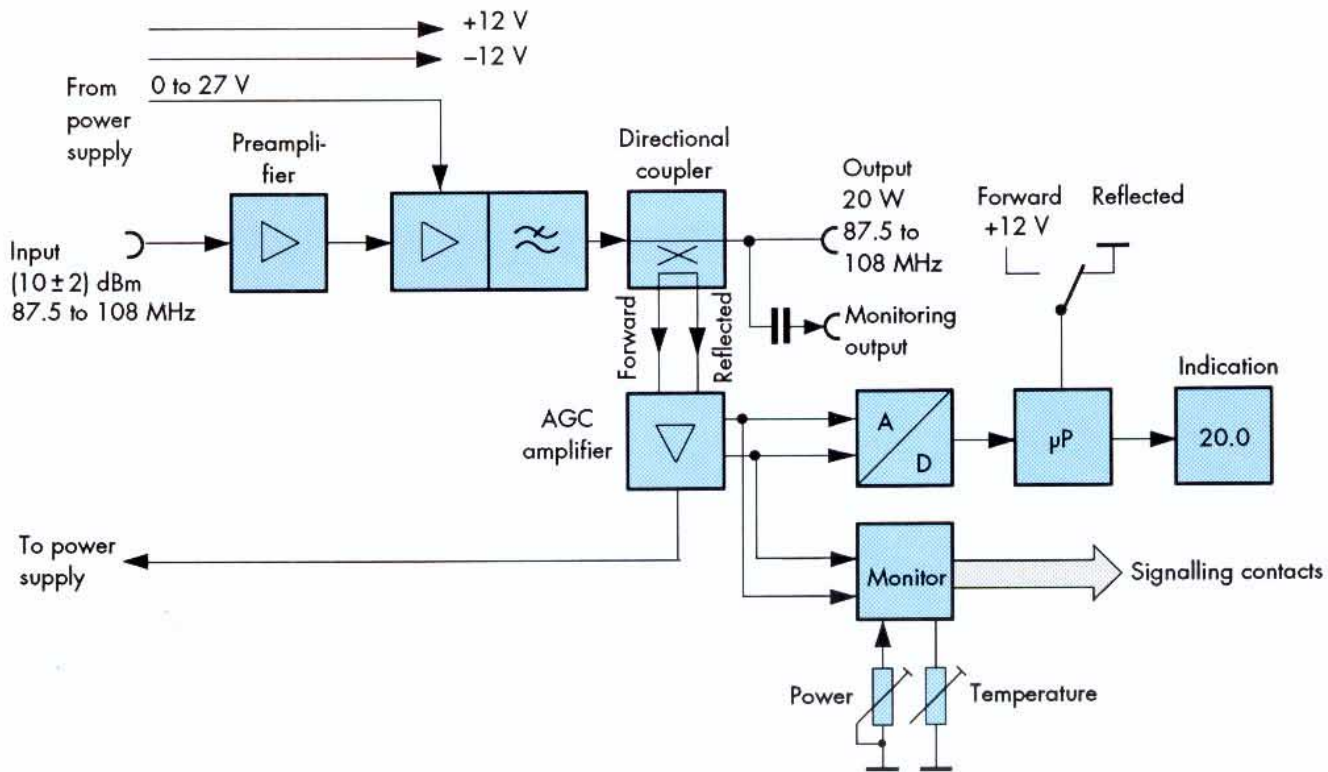 +12 V
–12 V
0 to 27 V
From
power
supply
Preampli-
fier
Directional
coupler
Output
20 W
87.5 to
108 MHz
Forward
+12 V
Reflected
Input
(10 ± 2) dBm
87.5 to 108 MHz
Forward
Reflected
Monitoring
output
Indication
AGC
amplifier
A
D
µP
20.0
To power
supply
Monitor
Signalling contacts
Power
Temperature